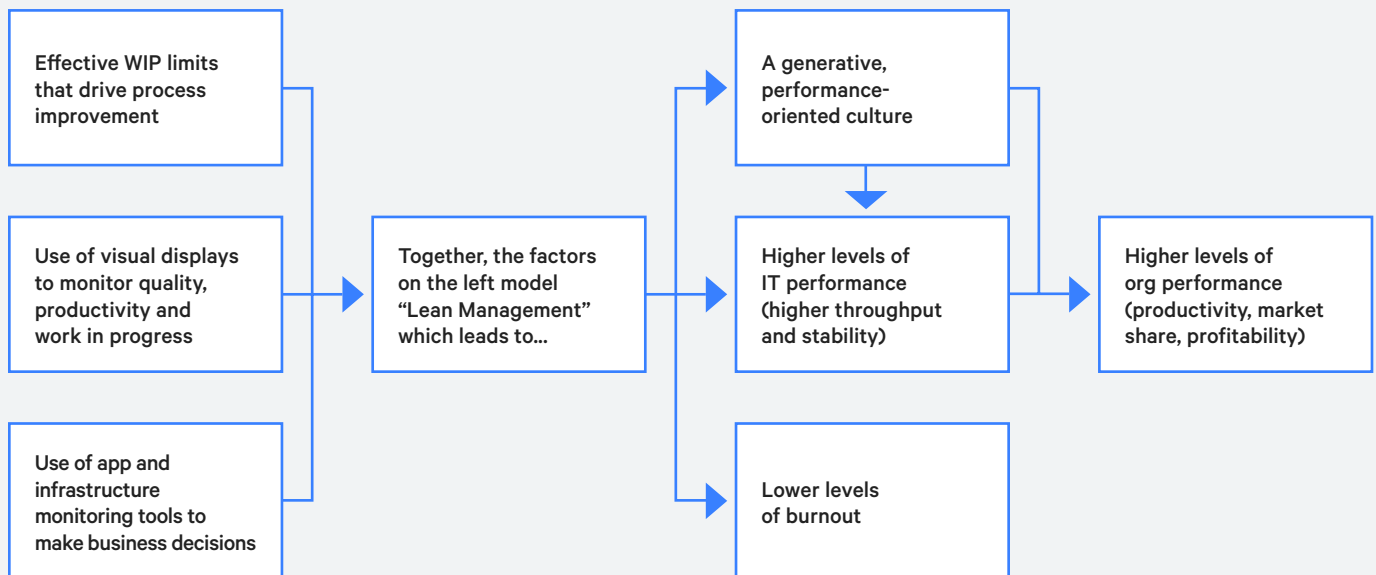 Effective WIP limits
that drive process
improvement
Use of visual displays
to monitor quality,
productivity and
work in progress
Use of app and
infrastructure
monitoring tools to
make business decisions
Together, the factors
on the left model
“Lean Management”
which leads to...
A generative,
performance-
oriented culture
Higher levels of
IT performance
(higher throughput
and stability)
Lower levels
of burnout
Higher levels of
org performance
(productivity, market
share, profitability)